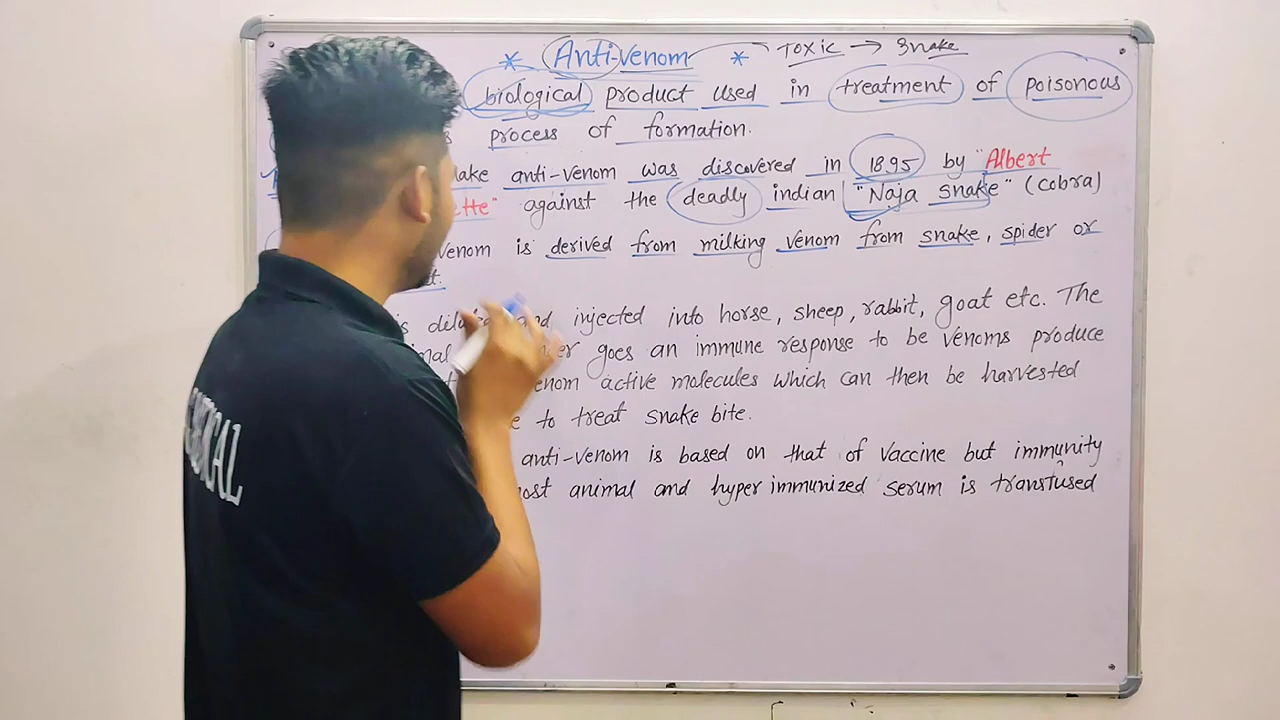 * Anti-venom * Toxic → Snake
biological product used in treatment of poisonous
process of formation.
anti-venom was discovered in 1895 by "Albert
against the deadly indian "Naja snake" (cobra)
venom is derived from milking venom from snake, spider or
is and injected into horse, sheep, rabbit, goat etc. The
goes an immune response to be venoms produce
active molecules which can then be harvested
to treat snake bite.
anti-venom is based on that of vaccine but immunity
animal and hyper immunized serum is transfused